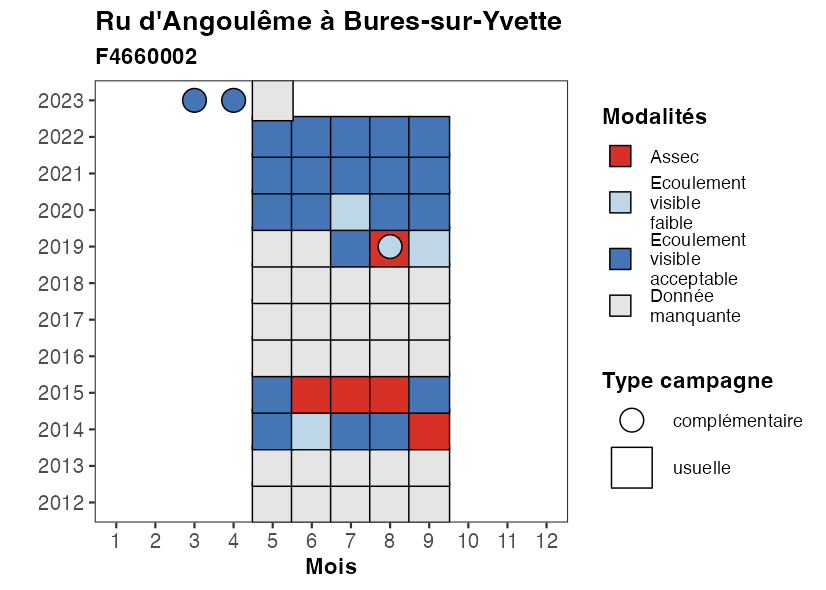 Ru d'Angoulême à Bures-sur-Yvette
F4660002
2023
2022
2021
2020
2019
2018
2017
2016
2015
2014
2013
2012
1 2 3 4 5 6 7 8 9 10 11 12
Mois
Modalités
Assec
Ecoulement
visible
faible
Ecoulement
visible
acceptable
Donnée
manquante
Type campagne
complémentaire
usuelle